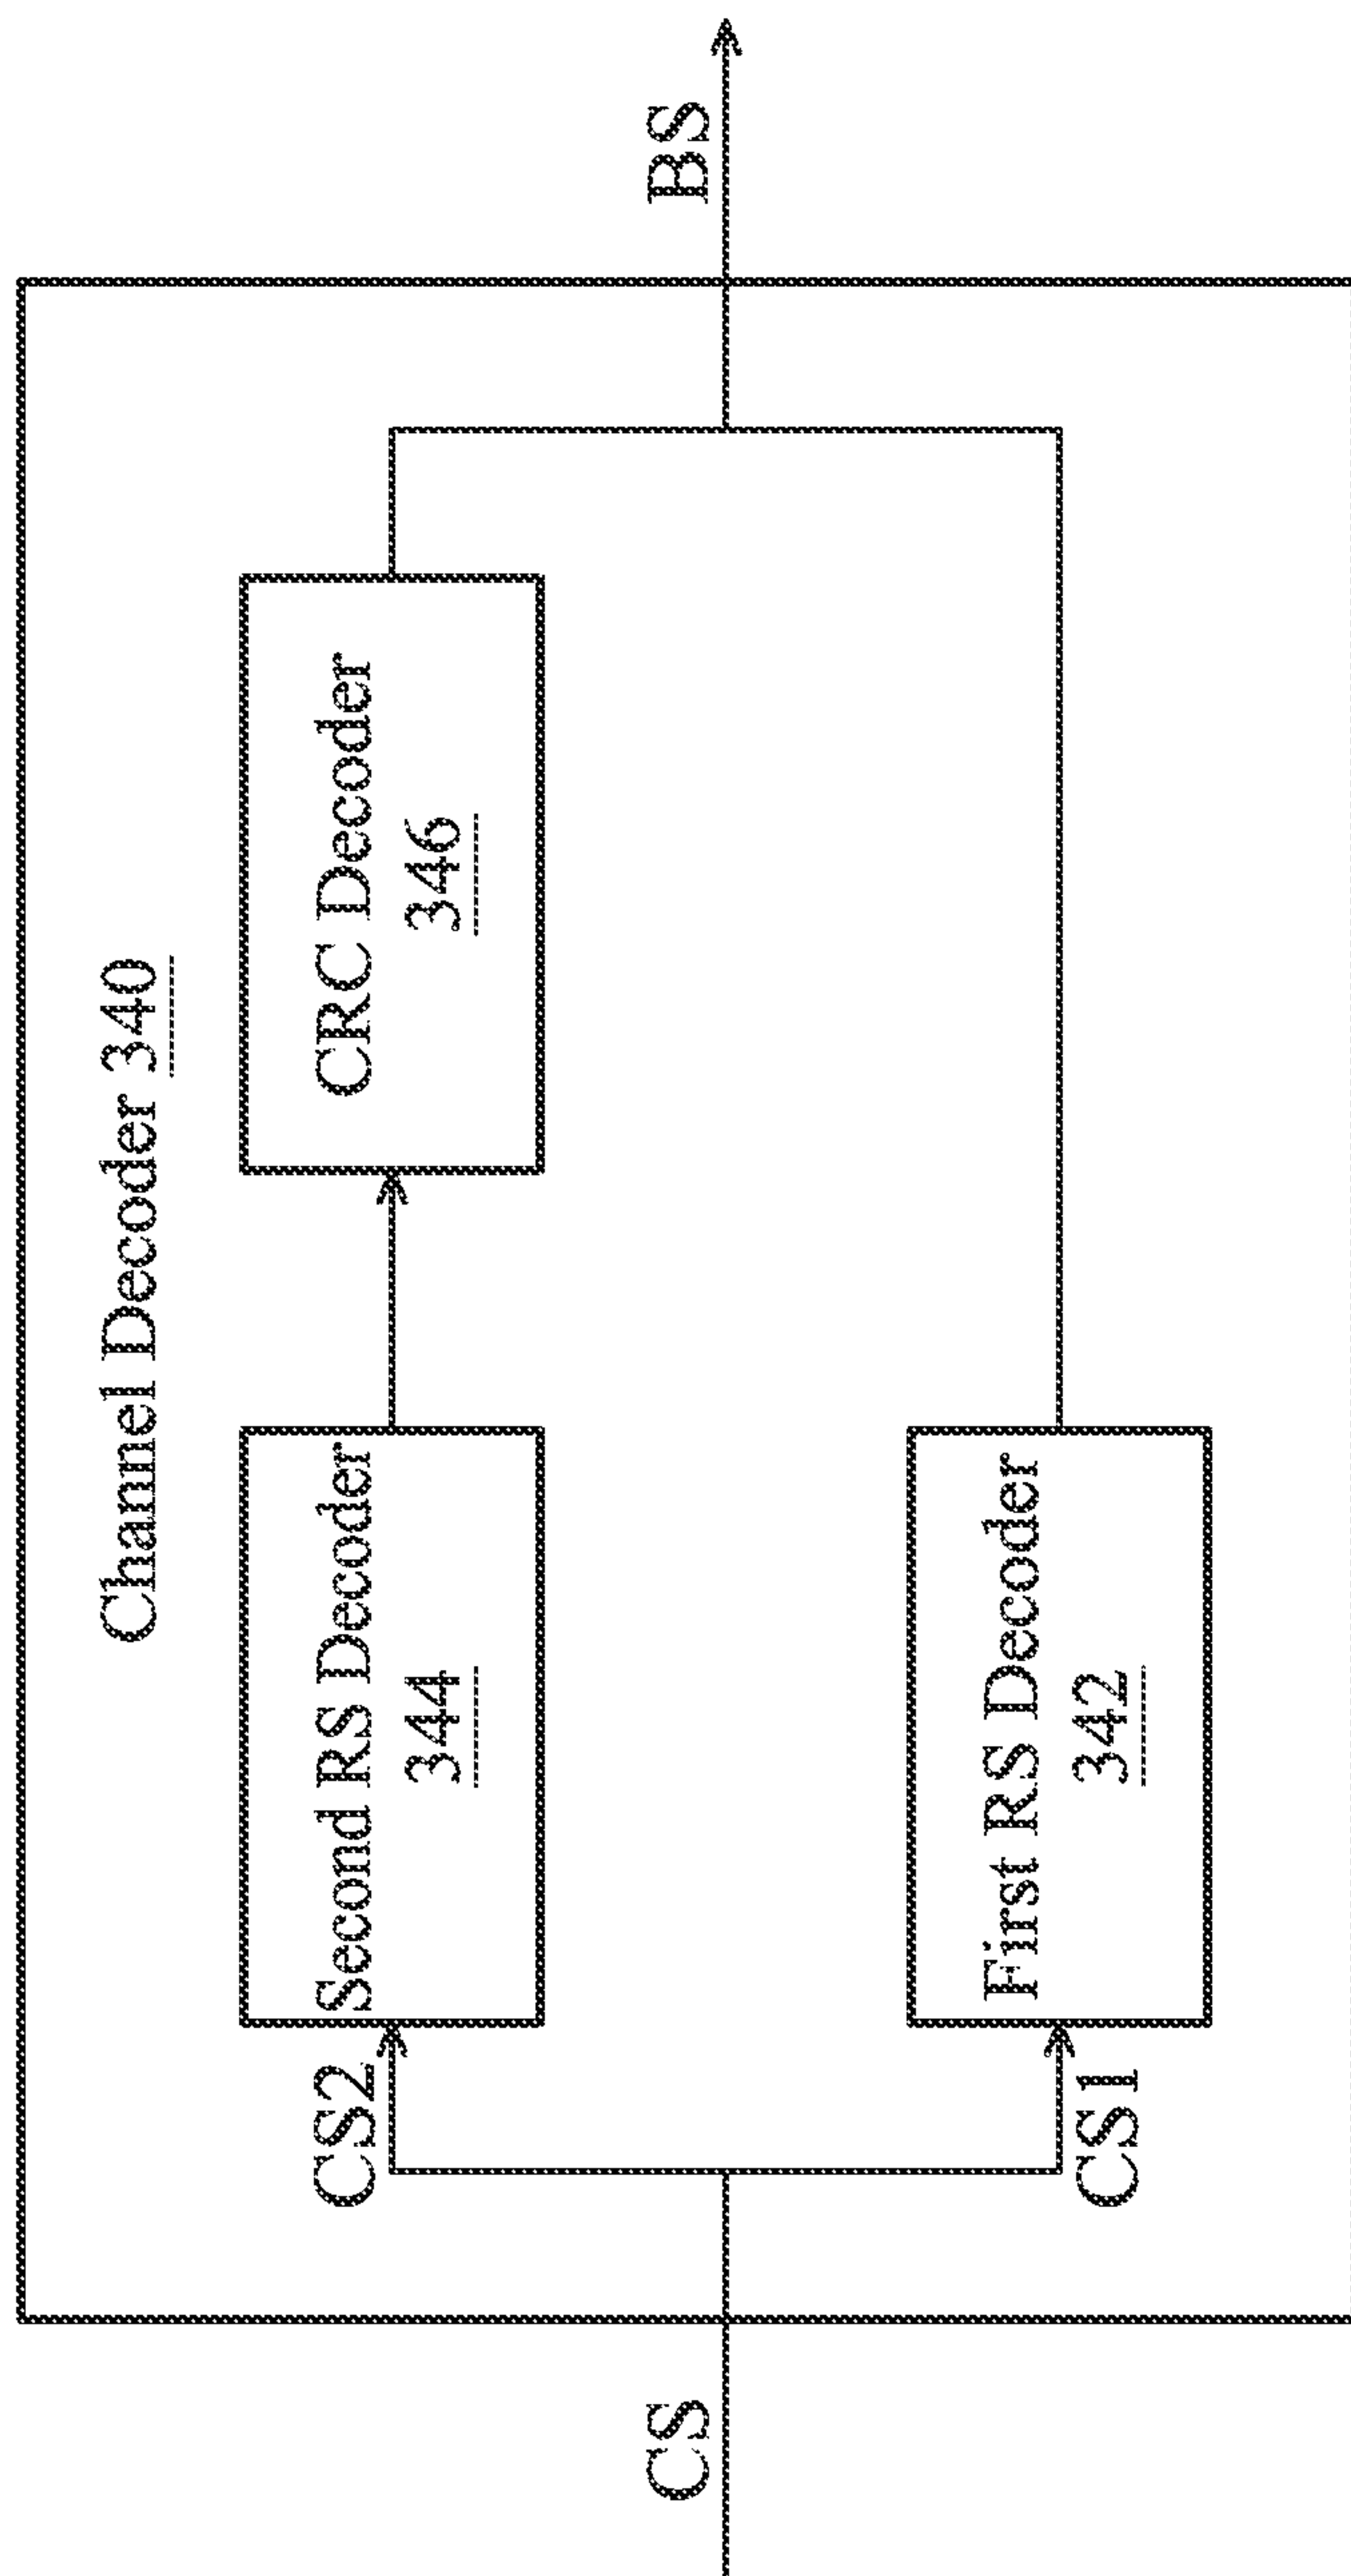 Channel Decoder 340
CS
CS2
Second RS Decoder
344
CRC Decoder
346
BS
CS1
First RS Decoder
342